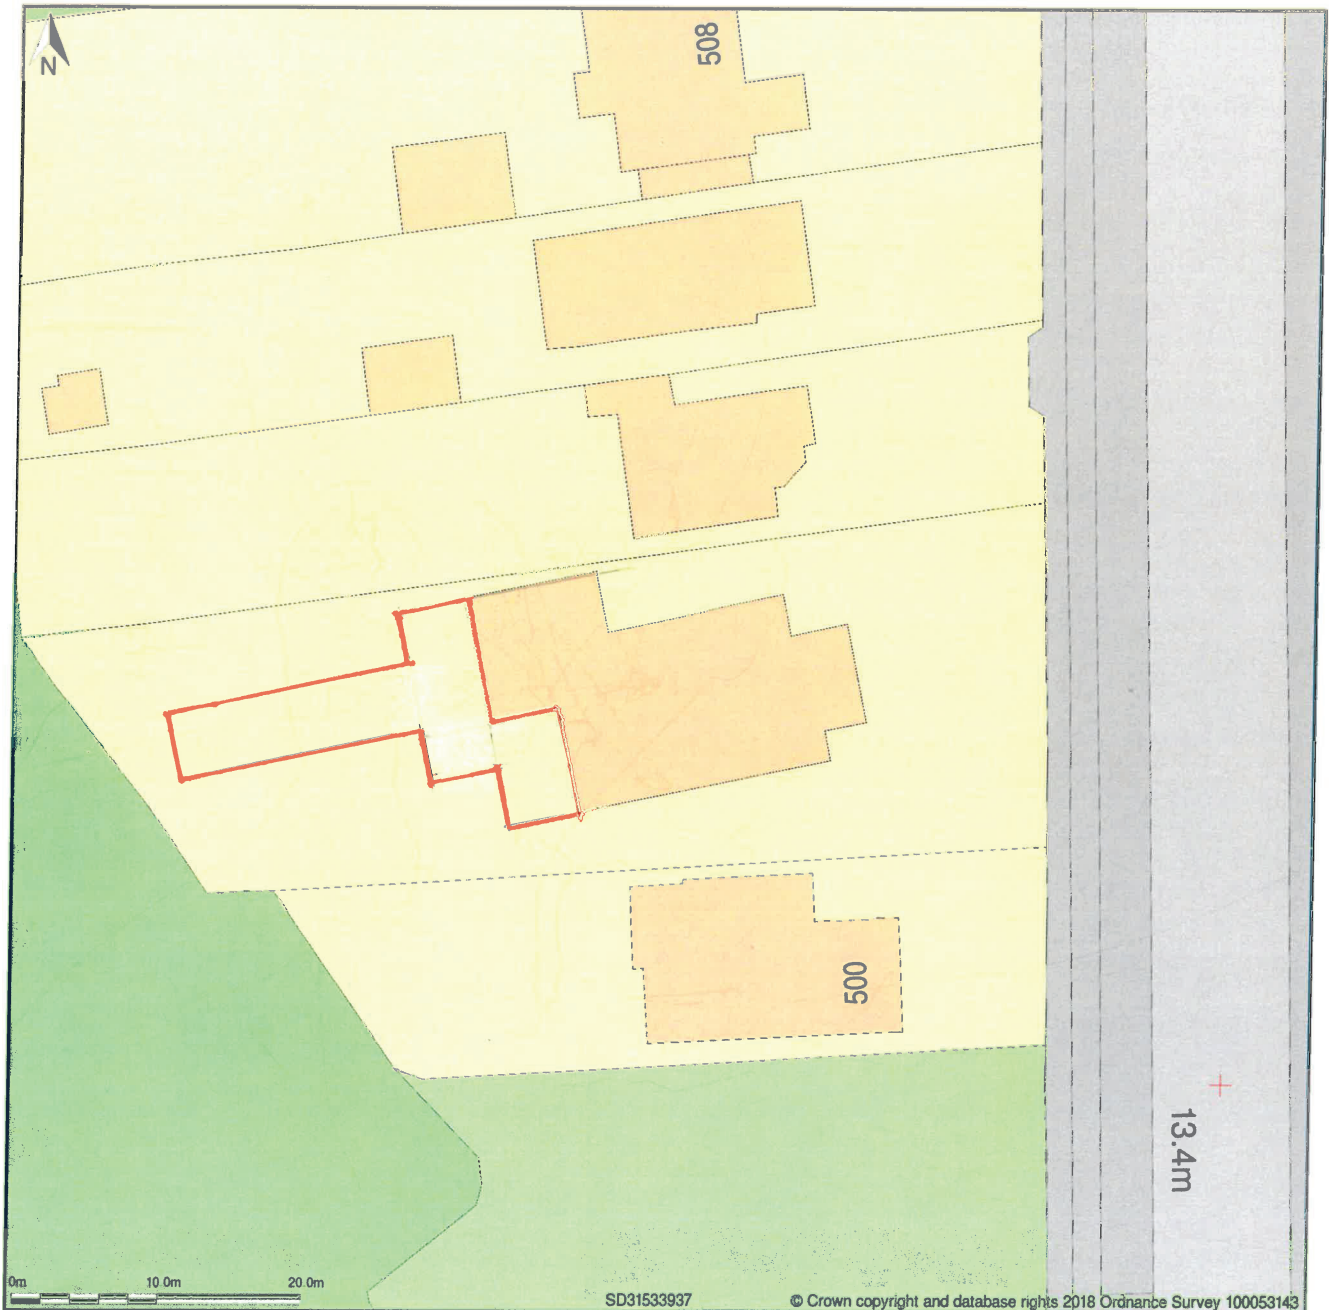 N
508
500
13.4m
0m 10.0m 20.0m
SD31533937
© Crown copyright and database rights 2018 Ordnance Survey 100053143